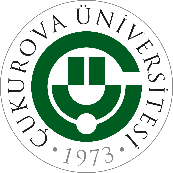 ÇUKUROVA ÜNİVERSİTESİ
· 1973 ·